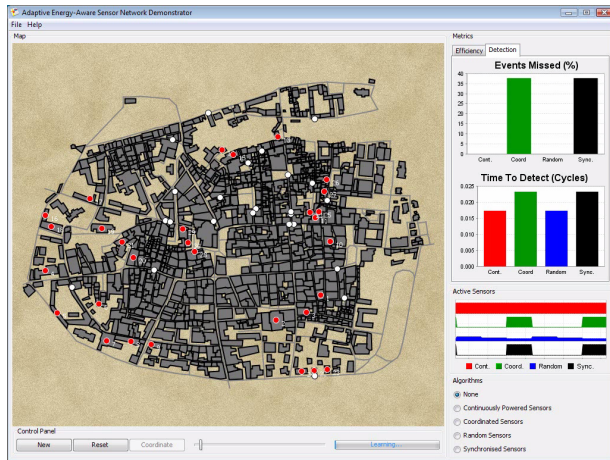 Adaptive Energy-Aware Sensor Network Demonstrator
File Help
Map
Metrics
Efficiency Detection
Events Missed (%)
40
35
30
25
20
15
10
5
0
Cont. Coord Random Sync.
Time To Detect (Cycles)
0.025
0.020
0.015
0.010
0.005
0.000
Cont. Coord Random Sync.
Active Sensors
Cont. Coord. Random Sync.
Algorithms
None
Continuously Powered Sensors
Coordinated Sensors
Random Sensors
Synchronised Sensors
Control Panel
New Reset Coordinate Learning...